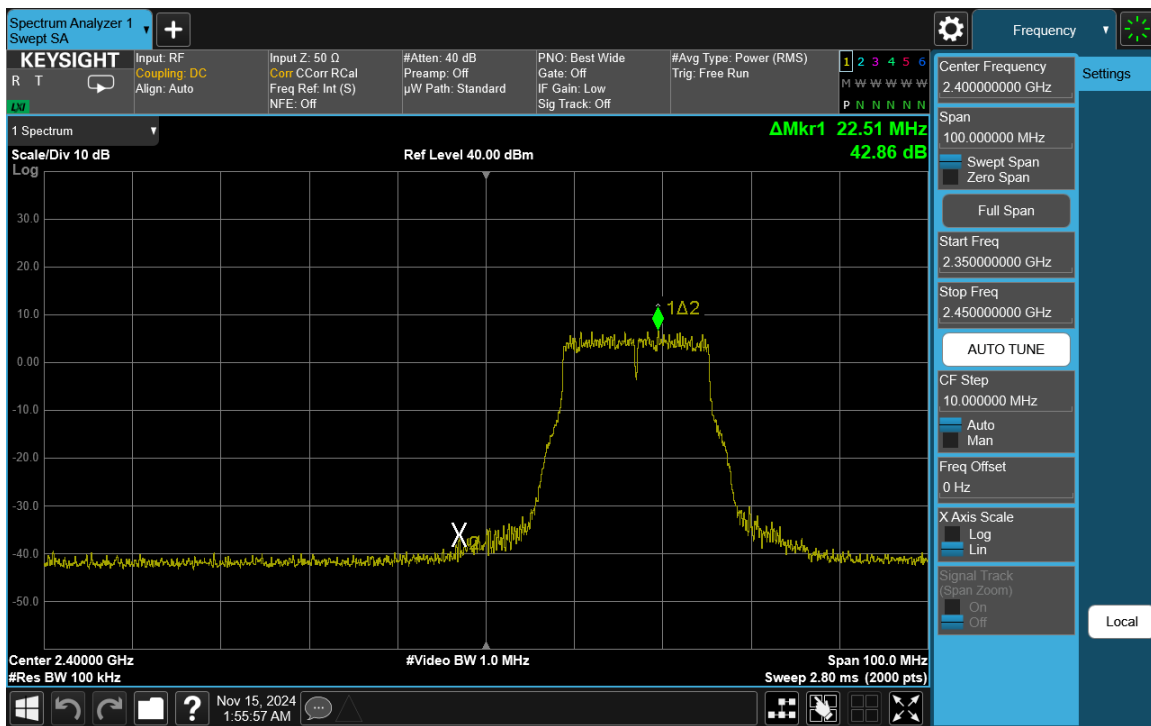 Spectrum Analyzer 1
Swept SA
Frequency
KEYSIGHT
R T
LXI
Input: RF
Coupling: DC
Align: Auto
Input Z: 50 Ω
Corr CCorr RCal
Freq Ref: Int (S)
NFE: Off
#Atten: 40 dB
Preamp: Off
µW Path: Standard
PNO: Best Wide
Gate: Off
IF Gain: Low
Sig Track: Off
#Avg Type: Power (RMS)
Trig: Free Run
1 2 3 4 5 6
M W W W W W
P N N N N N
1 Spectrum
ΔMkr1 22.51 MHz
42.86 dB
Scale/Div 10 dB
Ref Level 40.00 dBm
Log
30.0
20.0
10.0
0.00
-10.0
-20.0
-30.0
-40.0
-50.0
1Δ2
X
Center 2.40000 GHz
#Video BW 1.0 MHz
Span 100.0 MHz
#Res BW 100 kHz
Sweep 2.80 ms (2000 pts)
Center Frequency
2.400000000 GHz
Settings
Span
100.000000 MHz
Swept Span
Zero Span
Full Span
Start Freq
2.350000000 GHz
Stop Freq
2.450000000 GHz
AUTO TUNE
CF Step
10.000000 MHz
Auto
Man
Freq Offset
0 Hz
X Axis Scale
Log
Lin
Signal Track
(Span Zoom)
On
Off
Local
?
Nov 15, 2024
1:55:57 AM